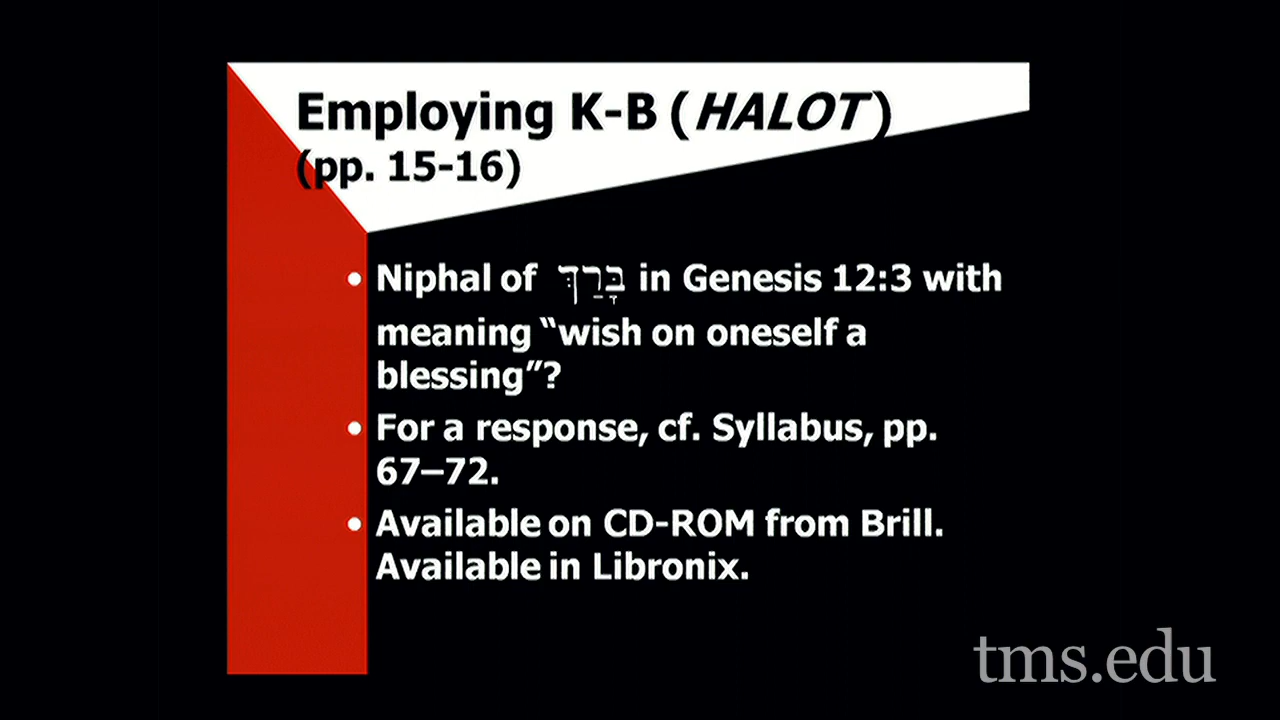 Employing K-B (HALOT)
(pp. 15-16)
• Niphal of בָּרַךְ in Genesis 12:3 with
meaning “wish on oneself a
blessing”?
• For a response, cf. Syllabus, pp.
67–72.
• Available on CD-ROM from Brill.
Available in Libronix.
tms.edu